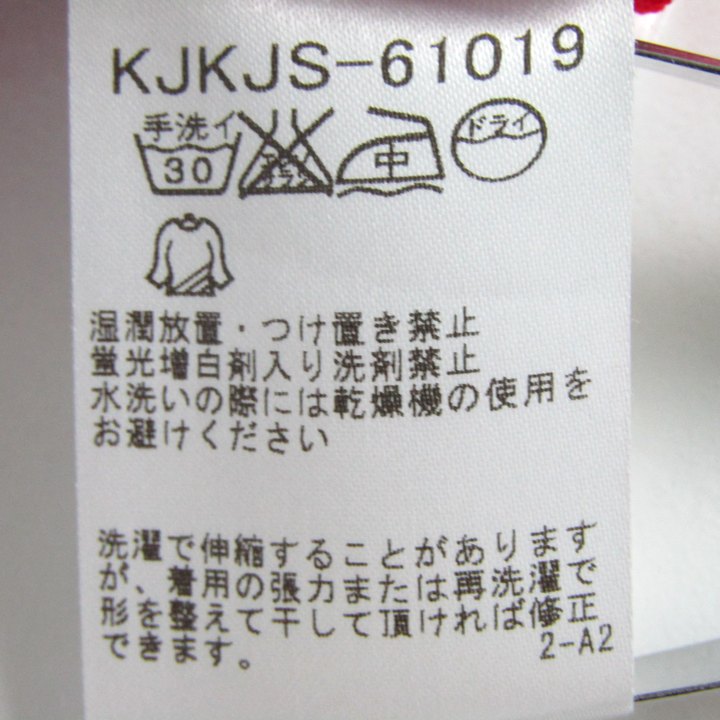 KJKJS-61019
手洗イ
30
中
ドライ
湿潤放置・つけ置き禁止
蛍光増白剤入り洗剤禁止
水洗いの際には乾燥機の使用を
お避けください
洗濯で伸縮することがあります
が、着用の張力または再洗濯で
形を整えて干して頂ければ修正
できます。
2-A2